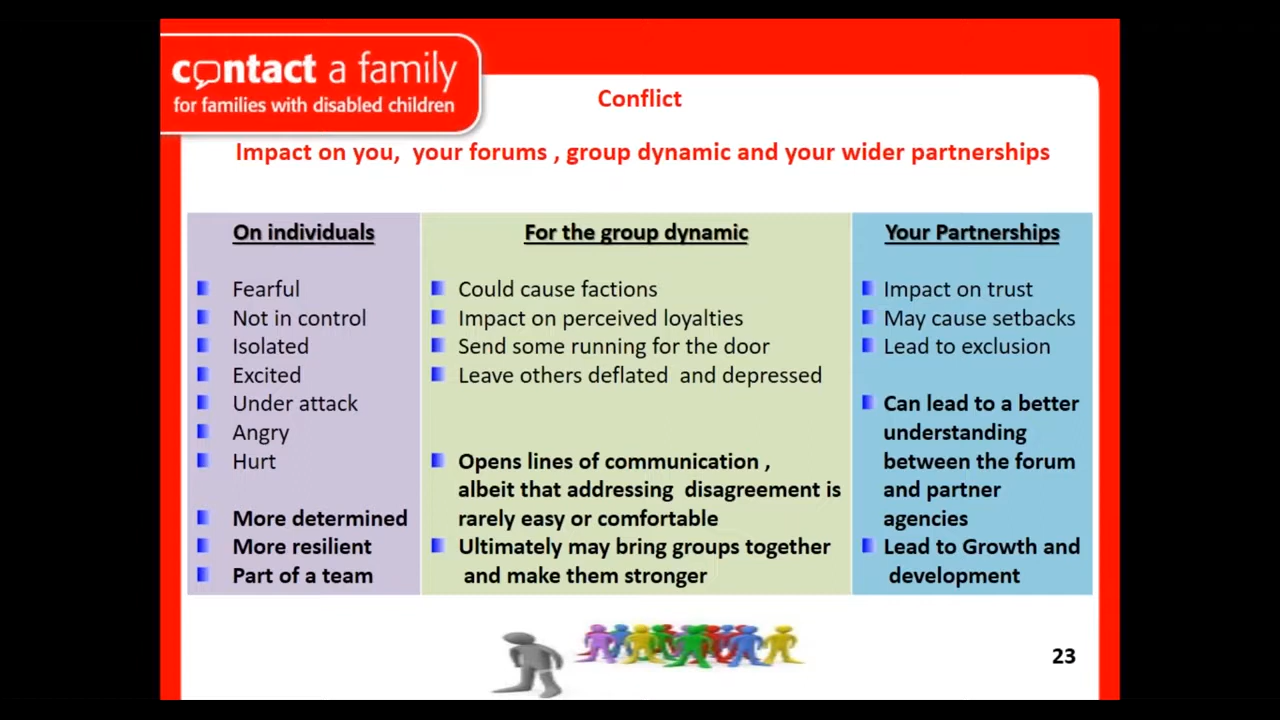 contact a family
for families with disabled children
Conflict
Impact on you,  your forums , group dynamic and your wider partnerships
On individuals
Fearful
Not in control
Isolated
Excited
Under attack
Angry
Hurt
More determined
More resilient
Part of a team
For the group dynamic
Could cause factions
Impact on perceived loyalties
Send some running for the door
Leave others deflated  and depressed
Opens lines of communication ,
albeit that addressing  disagreement is
rarely easy or comfortable
Ultimately may bring groups together
and make them stronger
Your Partnerships
Impact on trust
May cause setbacks
Lead to exclusion
Can lead to a better
understanding
between the forum
and partner
agencies
Lead to Growth and
development
23